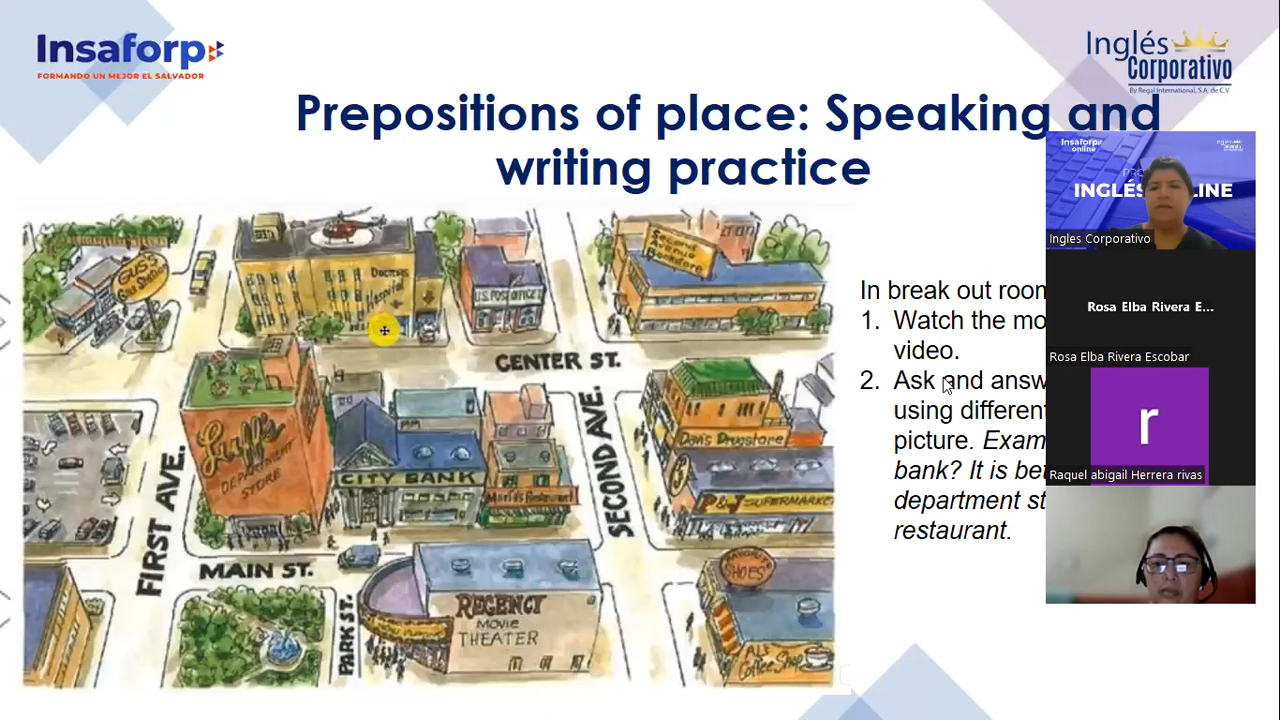 Insaforp
FORMANDO UN MEJOR EL SALVADOR
Inglés
Corporativo
By Regal International, S.A. de C.V
Prepositions of place: Speaking and
writing practice
GUS'S
Gas Station
DOCTORS
Hospital
U.S. POST OFFICE
Second
Avenue
Bookstore
CENTER ST.
Luff's
DEPARTMENT
STORE
CITY BANK
Maria's Restaurant
Dan's Drugstore
P&J SUPERMARKET
FIRST AVE.
SECOND AVE.
MAIN ST.
PARK ST.
REGENCY
MOVIE
THEATER
SHOES
AL's
Coffee Shop
In break out room
1. Watch the mo
video.
2. Ask and answ
using different
picture. Exam
bank? It is bet
department st
restaurant.
Insaforp
online
INGLÉS
LINE
Ingles Corporativo
Rosa Elba Rivera E...
Rosa Elba Rivera Escobar
r
Raquel abigail Herrera rivas